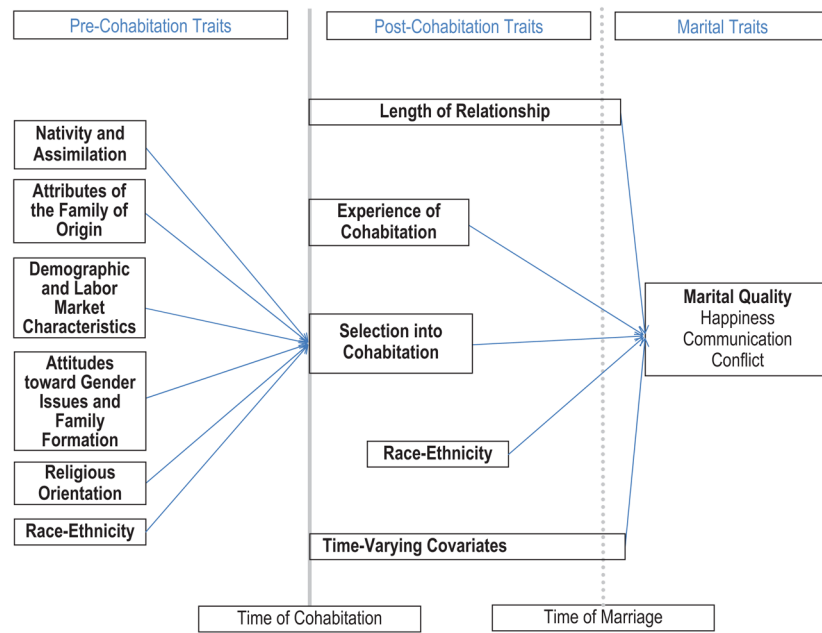 Pre-Cohabitation Traits
Post-Cohabitation Traits
Marital Traits
Length of Relationship
Nativity and
Assimilation
Attributes of
the Family of
Origin
Demographic
and Labor
Market
Characteristics
Attitudes
toward Gender
Issues and
Family
Formation
Religious
Orientation
Race-Ethnicity
Experience of
Cohabitation
Selection into
Cohabitation
Race-Ethnicity
Time-Varying Covariates
Marital Quality
Happiness
Communication
Conflict
Time of Cohabitation
Time of Marriage